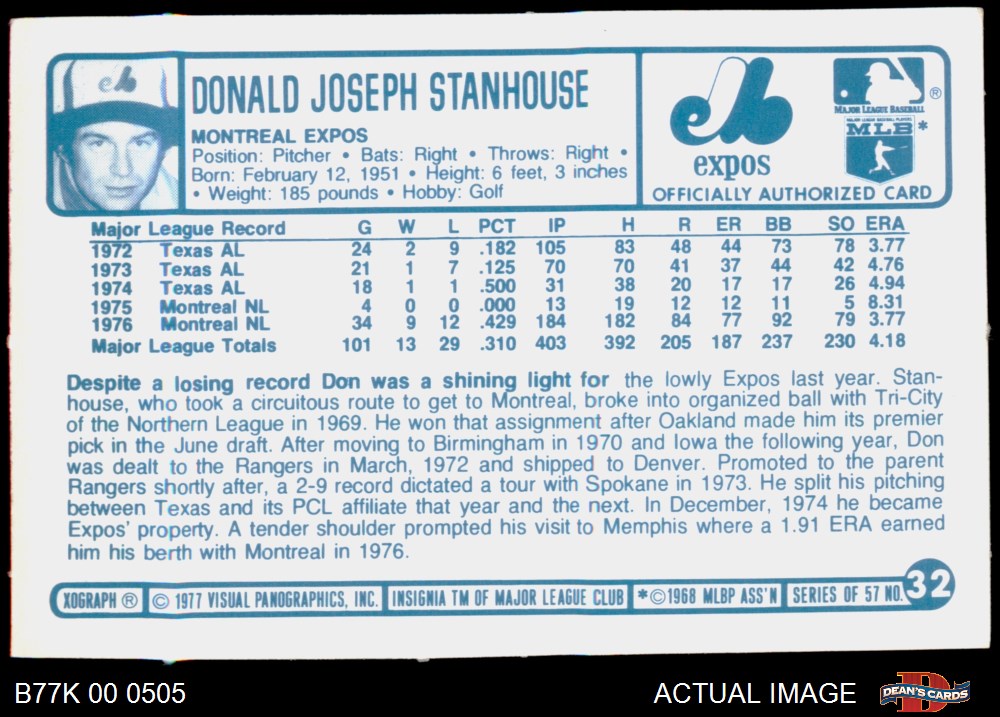 eb
DONALD JOSEPH STANHOUSE
MONTREAL EXPOS
Position: Pitcher • Bats: Right • Throws: Right •
Born: February 12, 1951 • Height: 6 feet, 3 inches
• Weight: 185 pounds • Hobby: Golf
expos
MAJOR LEAGUE BASEBALL ®
MAJOR LEAGUE BASEBALL PLAYERS
MLB *
OFFICIALLY AUTHORIZED CARD
Major League Record G W L PCT IP H R ER BB SO ERA
1972 Texas AL 24 2 9 .182 105 83 48 44 73 78 3.77
1973 Texas AL 21 1 7 .125 70 70 41 37 44 42 4.76
1974 Texas AL 18 1 1 .500 31 38 20 17 17 26 4.94
1975 Montreal NL 4 0 0 .000 13 19 12 12 11 5 8.31
1976 Montreal NL 34 9 12 .429 184 182 84 77 92 79 3.77
Major League Totals 101 13 29 .310 403 392 205 187 237 230 4.18
Despite a losing record Don was a shining light for the lowly Expos last year. Stan-
house, who took a circuitous route to get to Montreal, broke into organized ball with Tri-City
of the Northern League in 1969. He won that assignment after Oakland made him its premier
pick in the June draft. After moving to Birmingham in 1970 and Iowa the following year, Don
was dealt to the Rangers in March, 1972 and shipped to Denver. Promoted to the parent
Rangers shortly after, a 2-9 record dictated a tour with Spokane in 1973. He split his pitching
between Texas and its PCL affiliate that year and the next. In December, 1974 he became
Expos' property. A tender shoulder prompted his visit to Memphis where a 1.91 ERA earned
him his berth with Montreal in 1976.
XOGRAPH ® © 1977 VISUAL PANOGRAPHICS, INC. INSIGNIA TM OF MAJOR LEAGUE CLUB *©1968 MLBP ASS'N SERIES OF 57 NO. 32
B77K 00 0505 ACTUAL IMAGE B DEAN'S CARDS